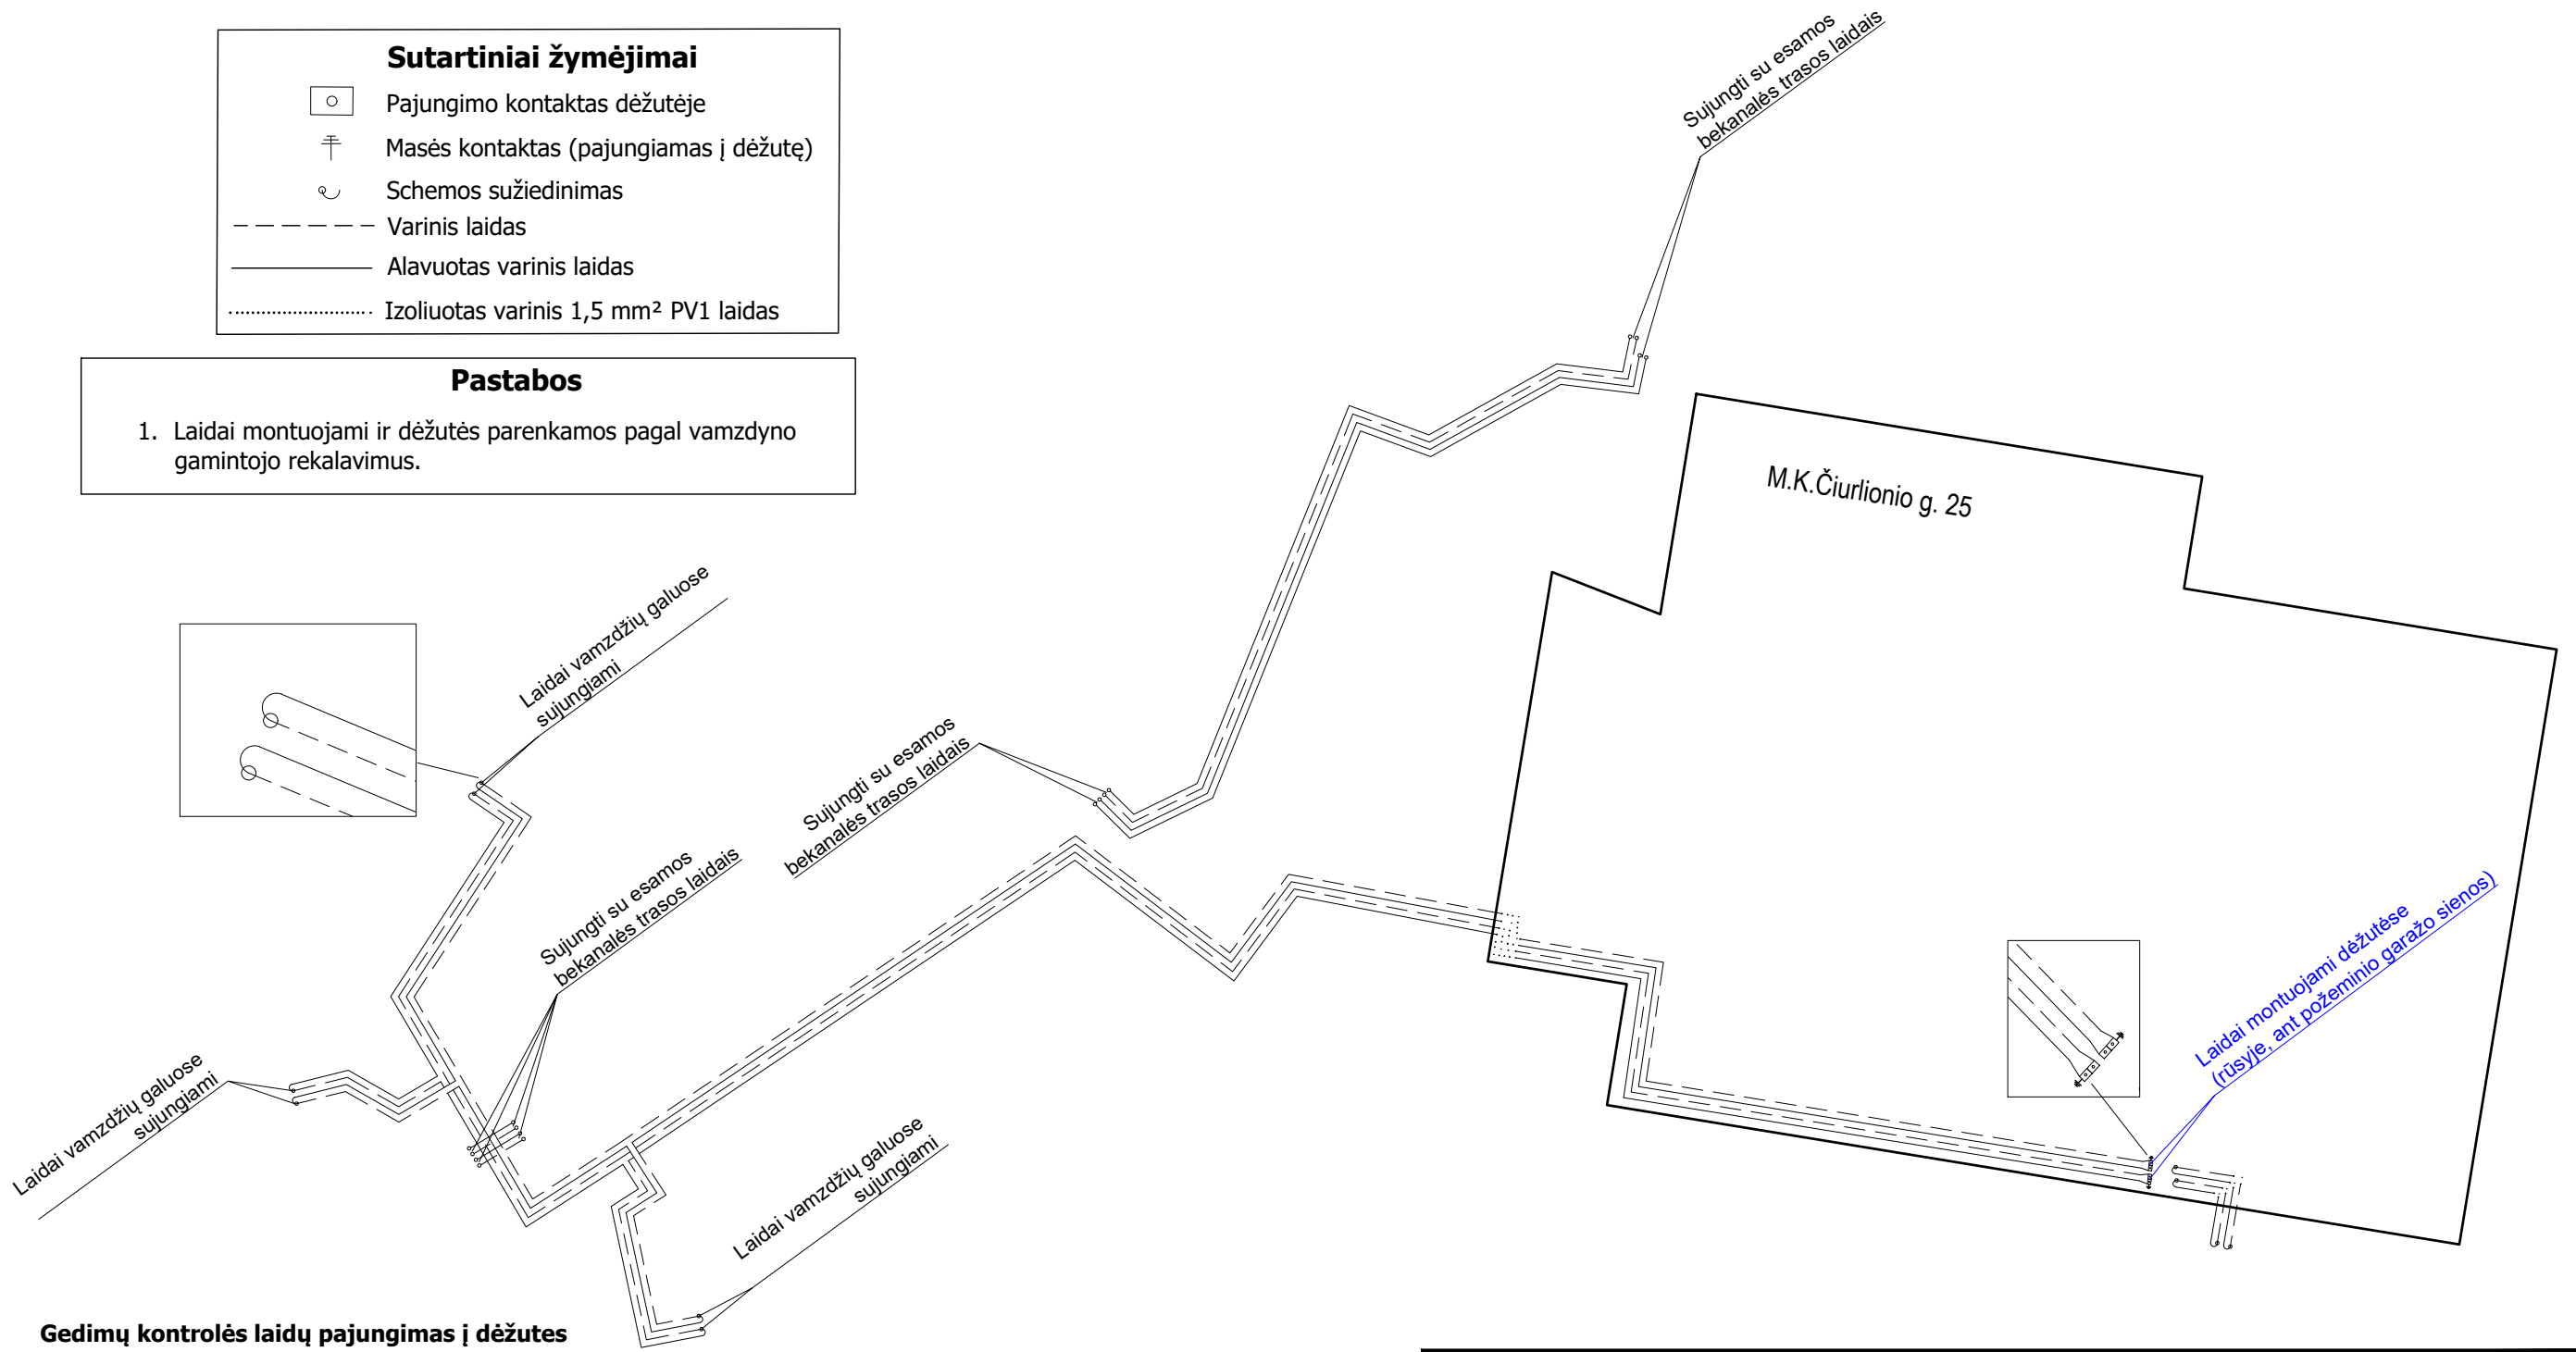 Sutartiniai žymėjimai
Pajungimo kontaktas dėžutėje
Masės kontaktas (pajungiamas į dėžutę)
Schemos sužiedinimas
Varinis laidas
Alavuotas varinis laidas
Izoliuotas varinis 1,5 mm² PV1 laidas
Pastabos
1. Laidai montuojami ir dėžutės parenkamos pagal vamzdyno
gamintojo rekalavimus.
Sujungti su esamos
bekanalės trasos laidais
M.K.Čiurlionio g. 25
Laidai vamzdžių galuose
sujungiami
Sujungti su esamos
bekanalės trasos laidais
Sujungti su esamos
bekanalės trasos laidais
Laidai montuojami dėžutėse
(rūsyje, ant požeminio garažo sienos)
Laidai vamzdžių galuose
sujungiami
Laidai vamzdžių galuose
sujungiami
Gedimų kontrolės laidų pajungimas į dėžutes